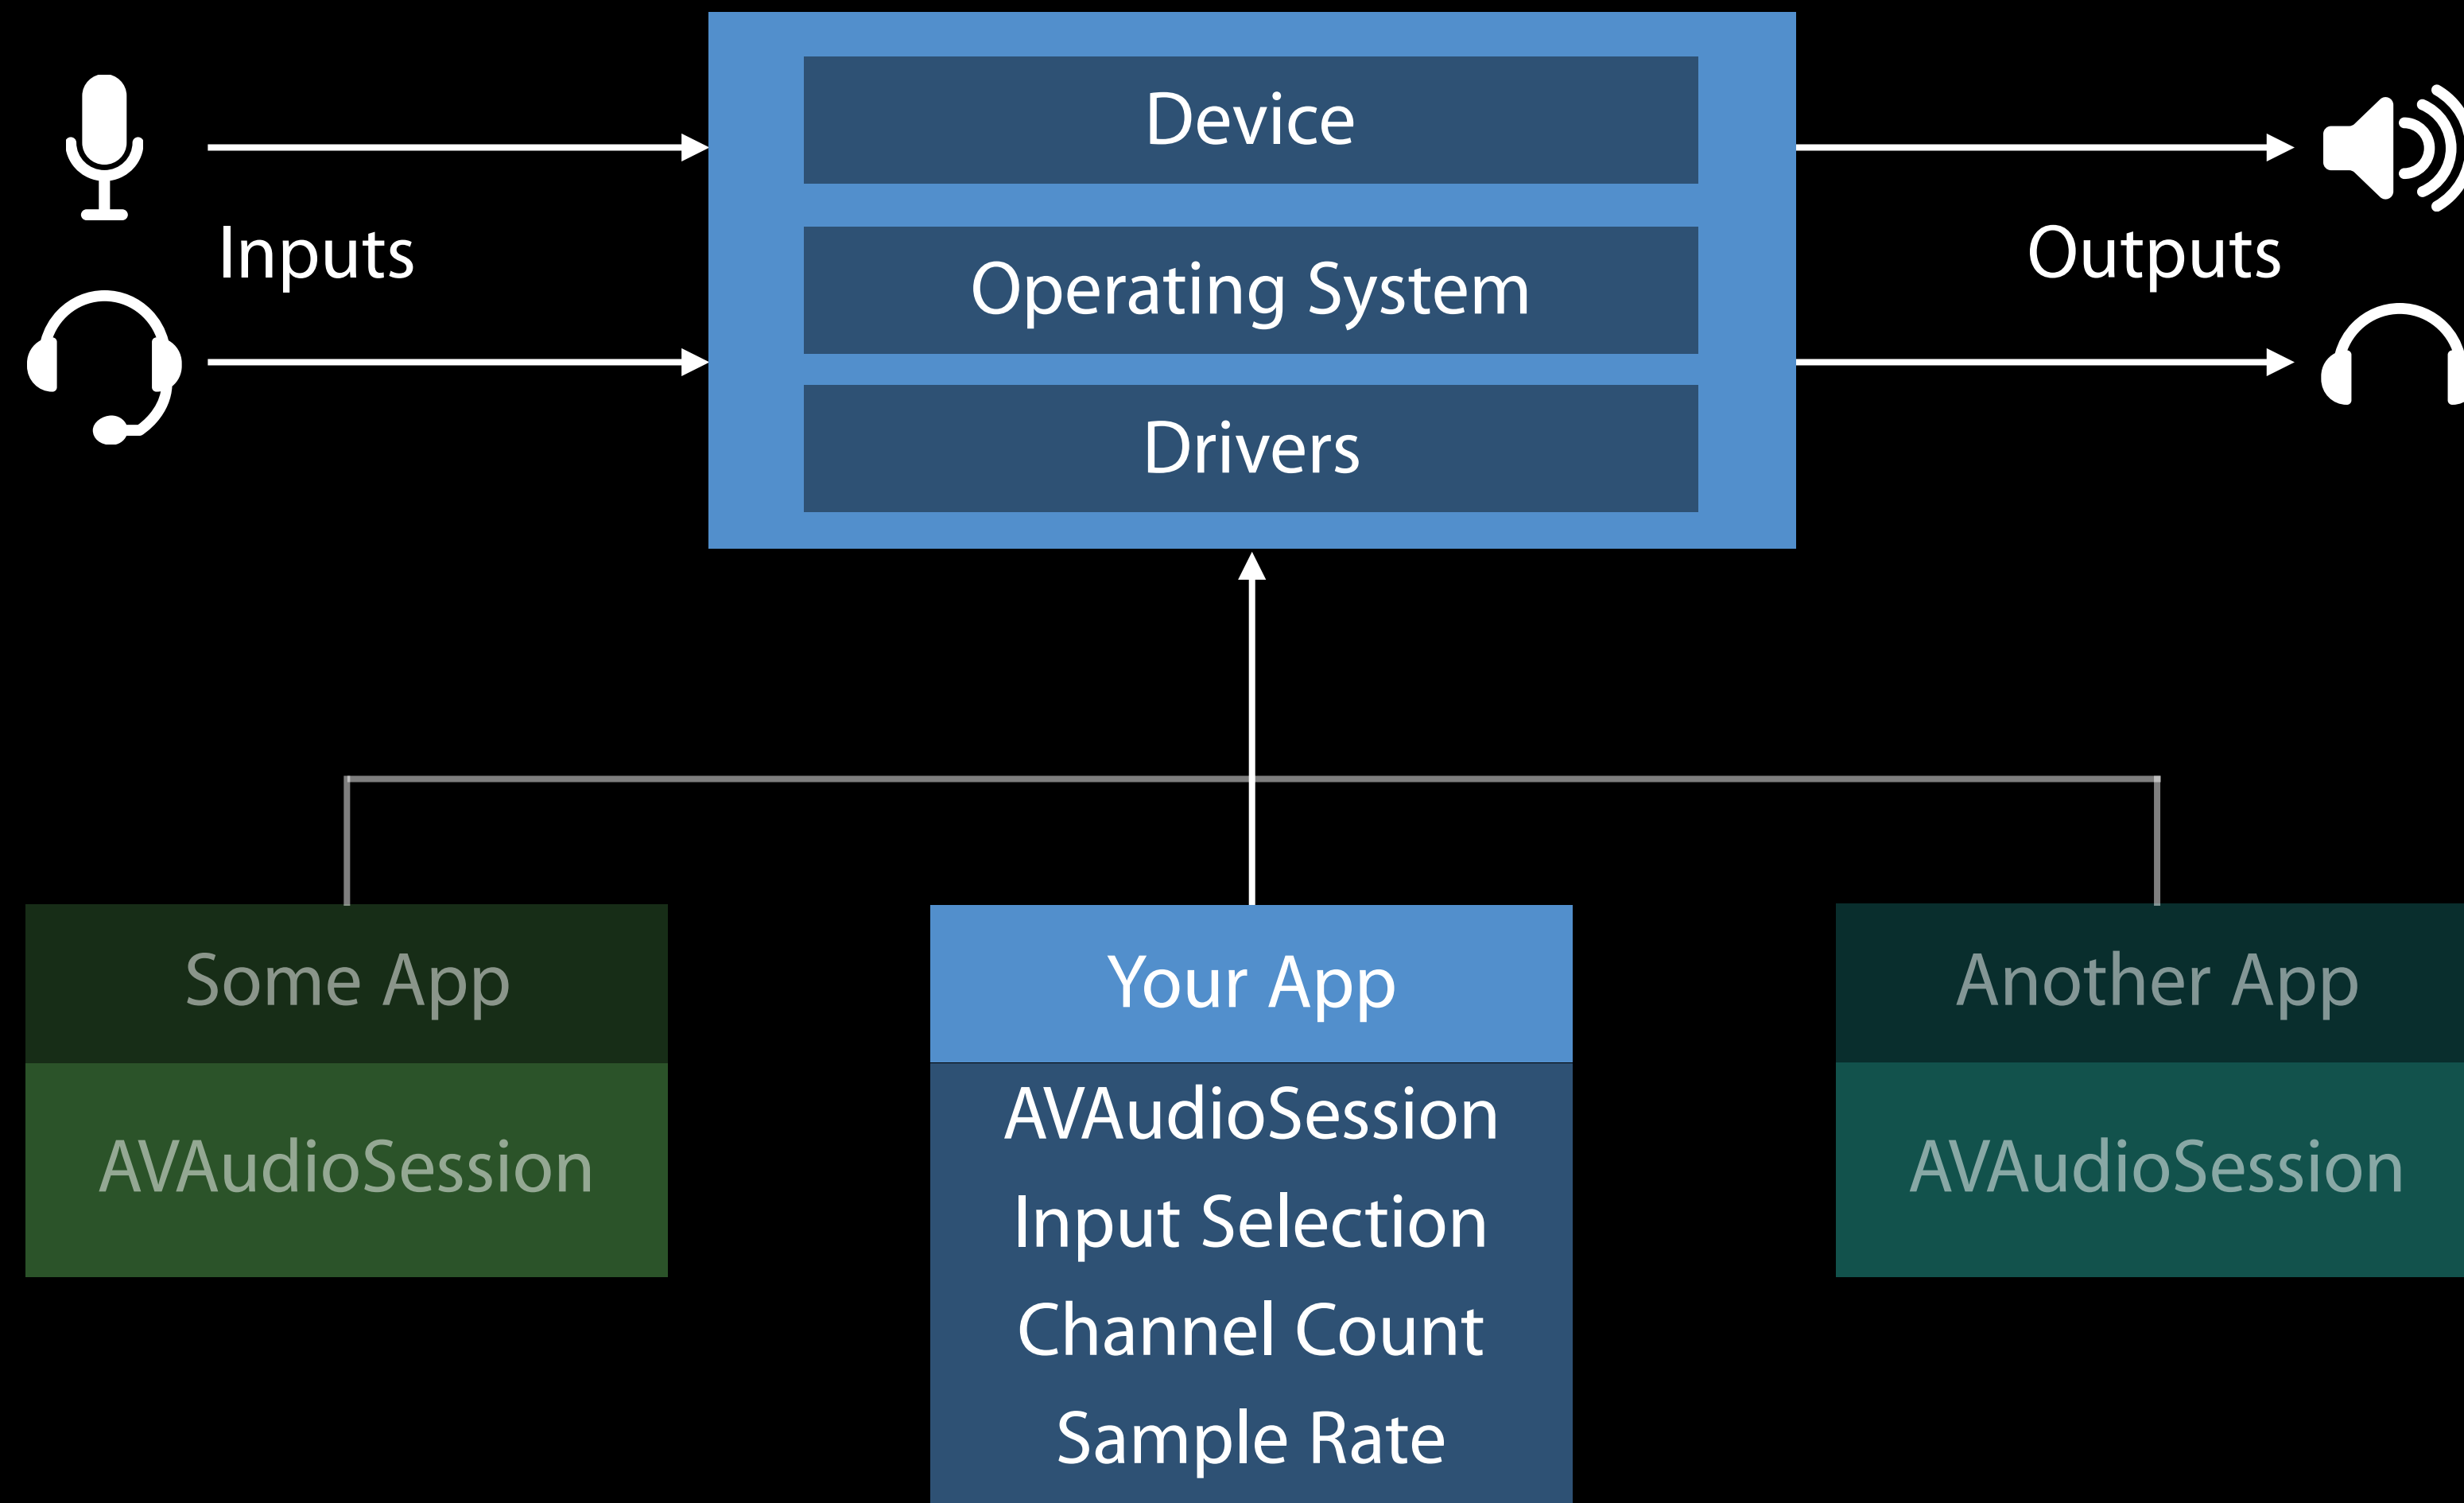 Device
Inputs
Operating System
Outputs
Drivers
Some App
Your App
Another App
AVAudioSession
AVAudioSession
Input Selection
Channel Count
Sample Rate
AVAudioSession